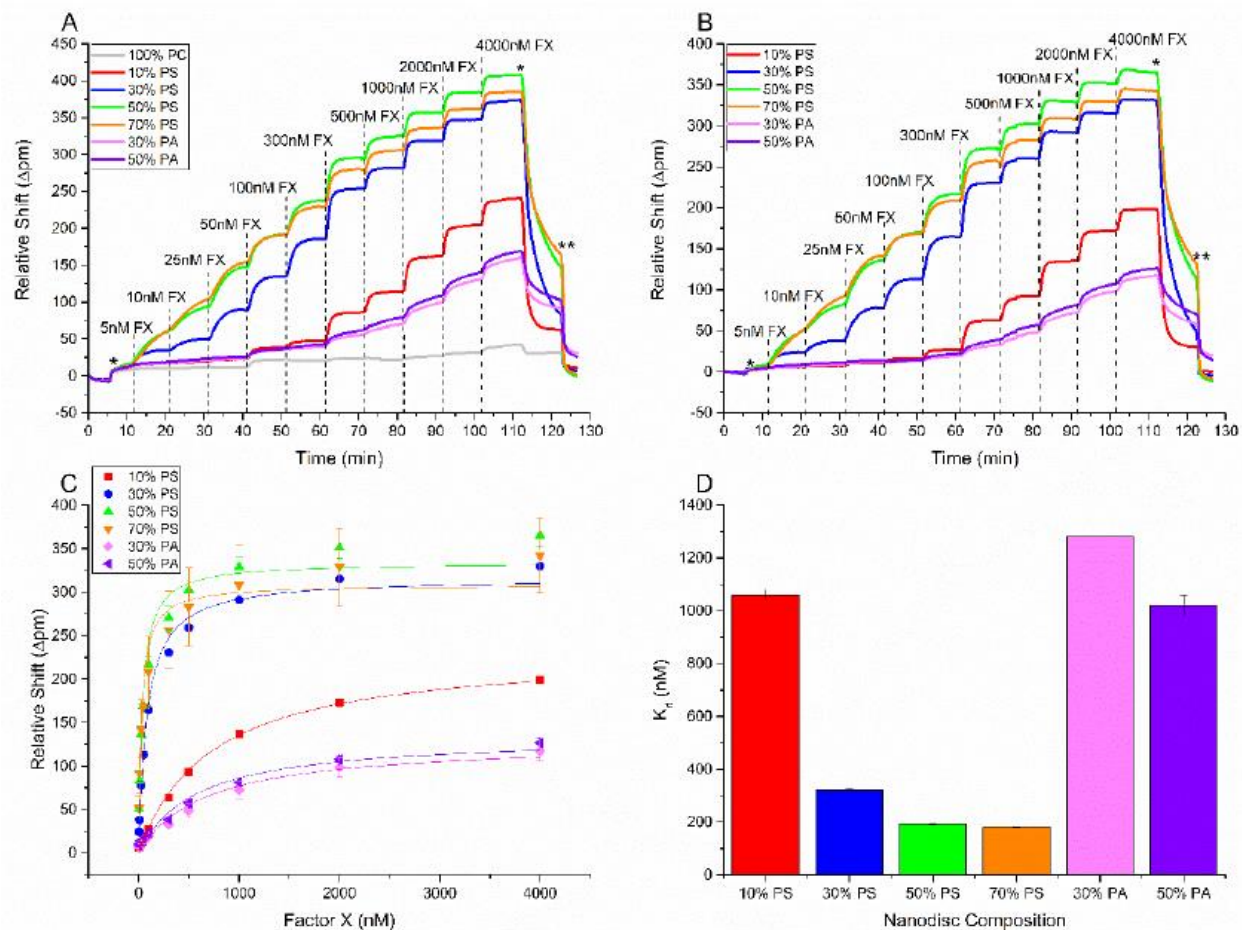 A
450
400
350
300
250
200
150
100
50
0
-50
Relative Shift (Δpm)
100% PC
10% PS
30% PS
50% PS
70% PS
30% PA
50% PA
*
5nM FX
10nM FX
25nM FX
50nM FX
100nM FX
300nM FX
500nM FX
1000nM FX
2000nM FX
4000nM FX
*
**
0 10 20 30 40 50 60 70 80 90 100 110 120 130
Time (min)
B
400
350
300
250
200
150
100
50
0
-50
Relative Shift (Δpm)
10% PS
30% PS
50% PS
70% PS
30% PA
50% PA
*
5nM FX
10nM FX
25nM FX
50nM FX
100nM FX
300nM FX
500nM FX
1000nM FX
2000nM FX
4000nM FX
*
**
0 10 20 30 40 50 60 70 80 90 100 110 120 130
Time (min)
C
10% PS
30% PS
50% PS
70% PS
30% PA
50% PA
400
350
300
250
200
150
100
50
0
Relative Shift (Δpm)
0 1000 2000 3000 4000
Factor X (nM)
D
1400
1200
1000
800
600
400
200
0
Kd (nM)
10% PS 30% PS 50% PS 70% PS 30% PA 50% PA
Nanodisc Composition